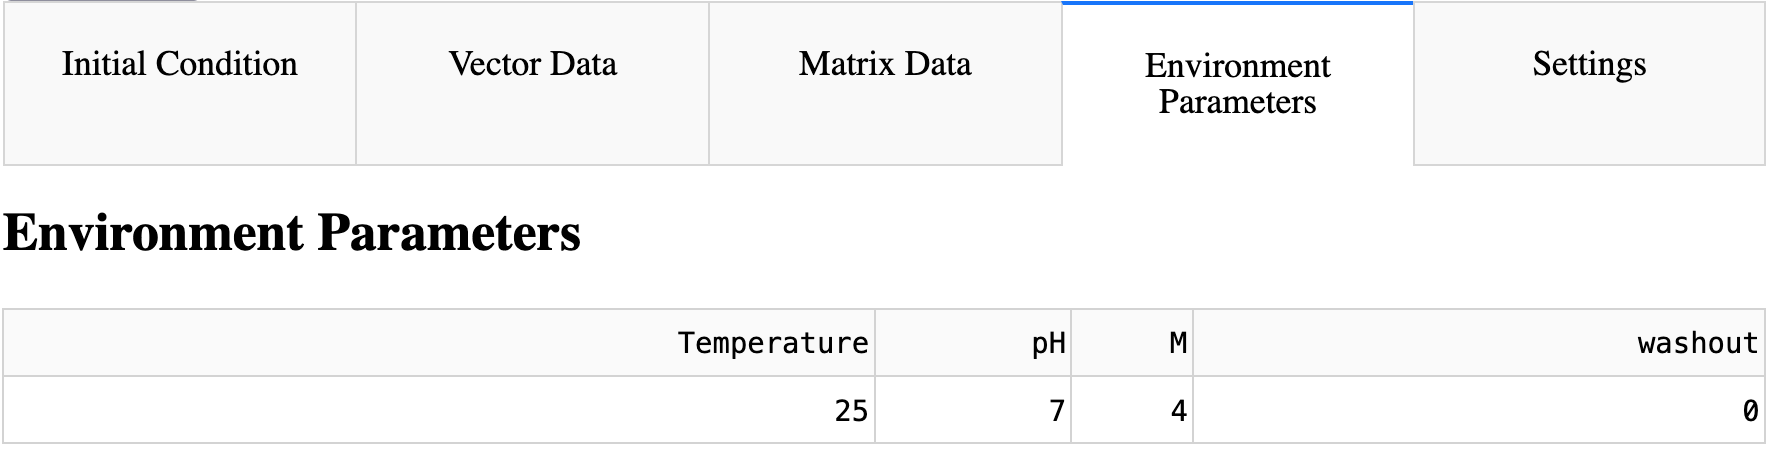 Initial Condition Vector Data Matrix Data Environment Parameters Settings
Environment Parameters
Temperature pH M washout
25 7 4 0